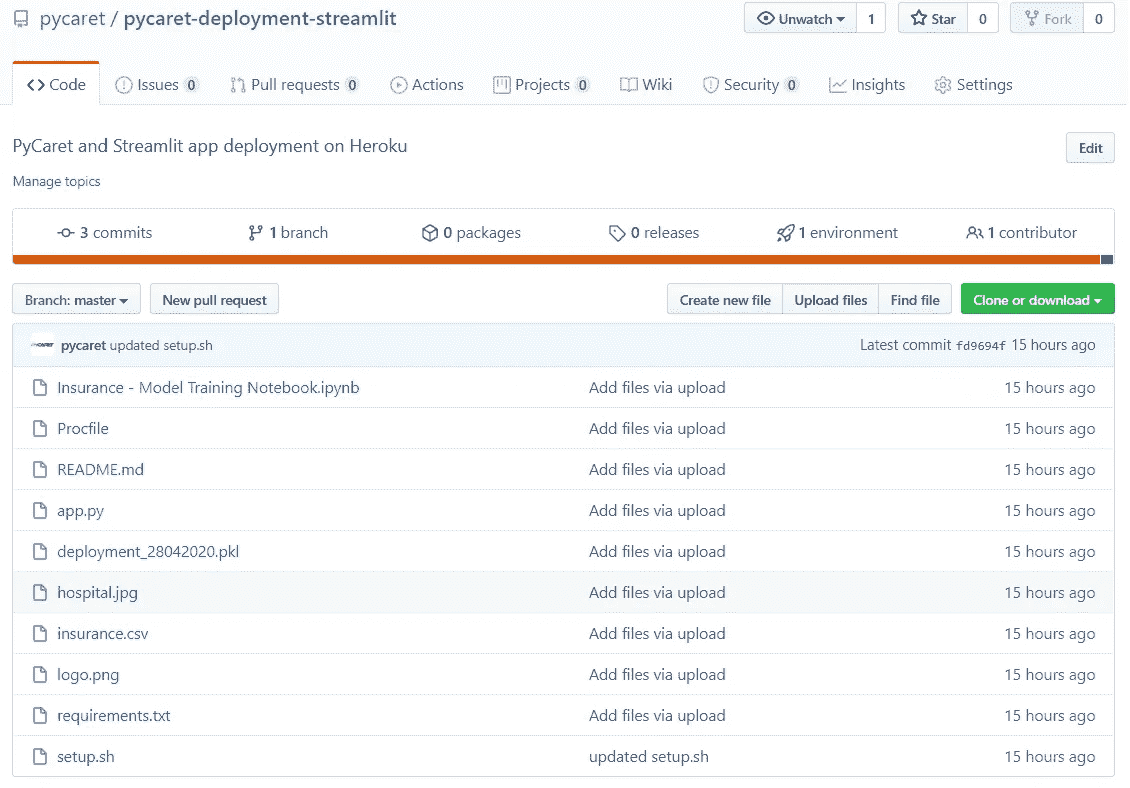 pycaret / pycaret-deployment-streamlit Unwatch 1 Star 0 Fork 0
Code Issues 0 Pull requests 0 Actions Projects 0 Wiki Security 0 Insights Settings
PyCaret and Streamlit app deployment on Heroku Edit
Manage topics
3 commits 1 branch 0 packages 0 releases 1 environment 1 contributor
Branch: master New pull request Create new file Upload files Find file Clone or download
pycaret updated setup.sh Latest commit fd9694f 15 hours ago
Insurance - Model Training Notebook.ipynb Add files via upload 15 hours ago
Procfile Add files via upload 15 hours ago
README.md Add files via upload 15 hours ago
app.py Add files via upload 15 hours ago
deployment_28042020.pkl Add files via upload 15 hours ago
hospital.jpg Add files via upload 15 hours ago
insurance.csv Add files via upload 15 hours ago
logo.png Add files via upload 15 hours ago
requirements.txt Add files via upload 15 hours ago
setup.sh updated setup.sh 15 hours ago